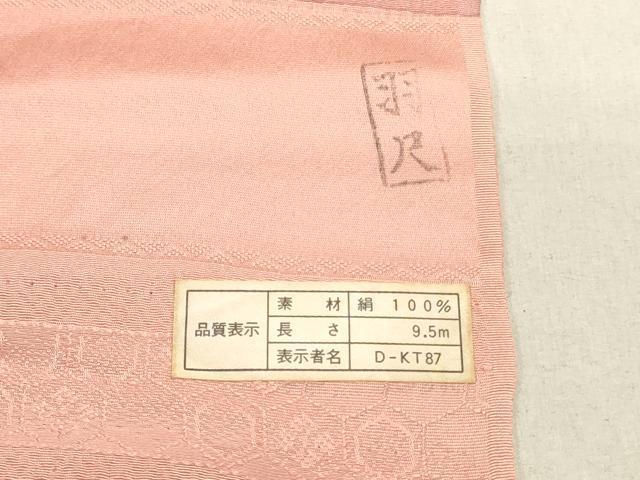 羽
尺
品質表示
素材 絹 100%
長さ 9.5m
表示者名 D-KT87